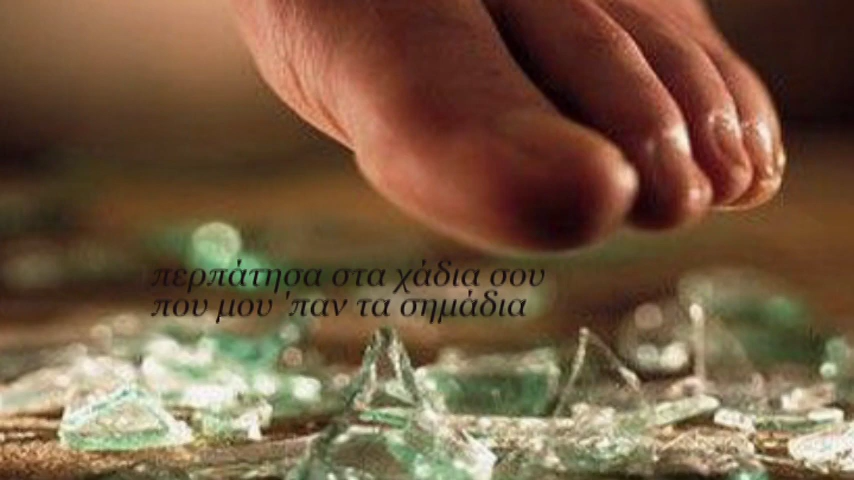 περπάτησα στα χάδια σου
που μου 'παν τα σημάδια